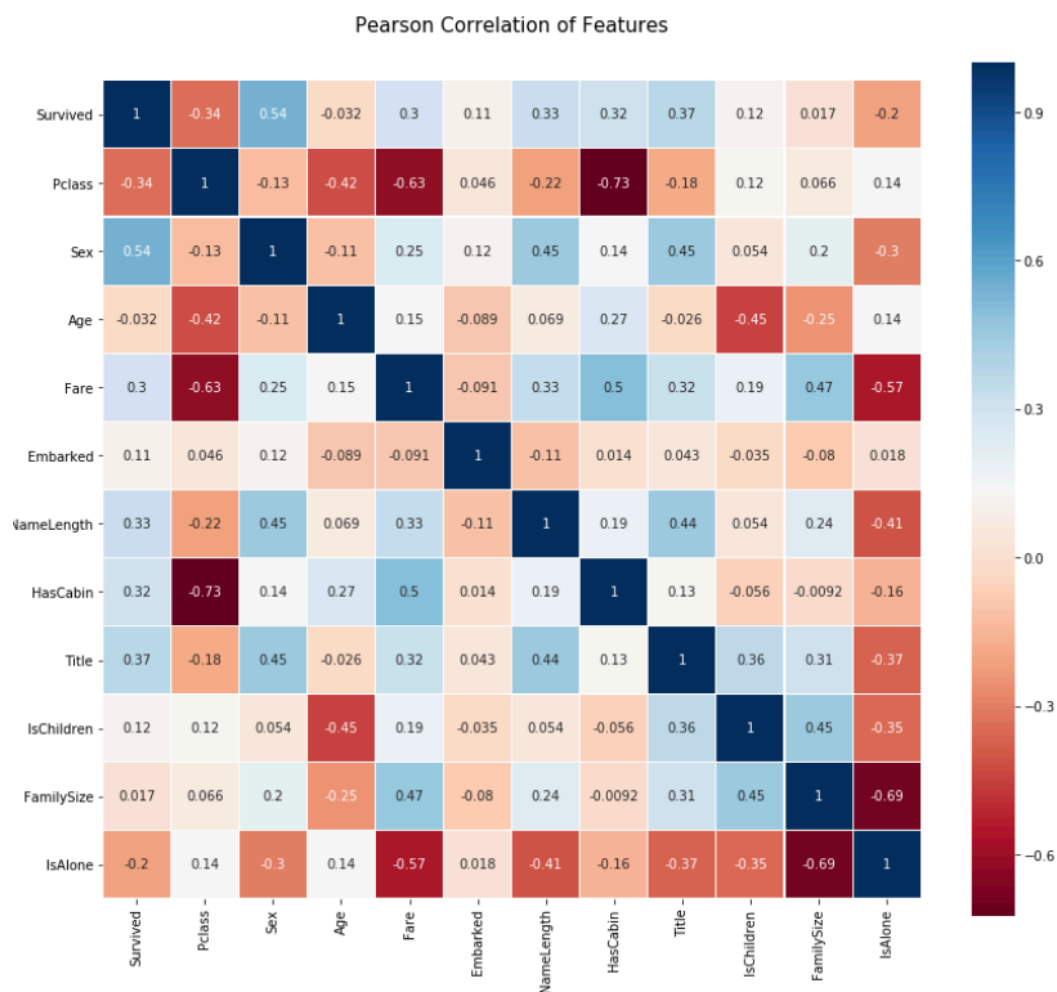 Pearson Correlation of Features
Survived 1 -0.34 0.54 -0.032 0.3 0.11 0.33 0.32 0.37 0.12 0.017 -0.2
Pclass -0.34 1 -0.13 -0.42 -0.63 0.046 -0.22 -0.73 -0.18 0.12 0.066 0.14
Sex 0.54 -0.13 1 -0.11 0.25 0.12 0.45 0.14 0.45 0.054 0.2 -0.3
Age -0.032 -0.42 -0.11 1 0.15 -0.089 0.069 0.27 -0.026 -0.45 -0.25 0.14
Fare 0.3 -0.63 0.25 0.15 1 -0.091 0.33 0.5 0.32 0.19 0.47 -0.57
Embarked 0.11 0.046 0.12 -0.089 -0.091 1 -0.11 0.014 0.043 -0.035 -0.08 0.018
NameLength 0.33 -0.22 0.45 0.069 0.33 -0.11 1 0.19 0.44 0.054 0.24 -0.41
HasCabin 0.32 -0.73 0.14 0.27 0.5 0.014 0.19 1 0.13 -0.056 -0.0092 -0.16
Title 0.37 -0.18 0.45 -0.026 0.32 0.043 0.44 0.13 1 0.36 0.31 -0.37
IsChildren 0.12 0.12 0.054 -0.45 0.19 -0.035 0.054 -0.056 0.36 1 0.45 -0.35
FamilySize 0.017 0.066 0.2 -0.25 0.47 -0.08 0.24 -0.0092 0.31 0.45 1 -0.69
IsAlone -0.2 0.14 -0.3 0.14 -0.57 0.018 -0.41 -0.16 -0.37 -0.35 -0.69 1
Survived Pclass Sex Age Fare Embarked NameLength HasCabin Title IsChildren FamilySize IsAlone
0.9
0.6
0.3
0.0
−0.3
−0.6